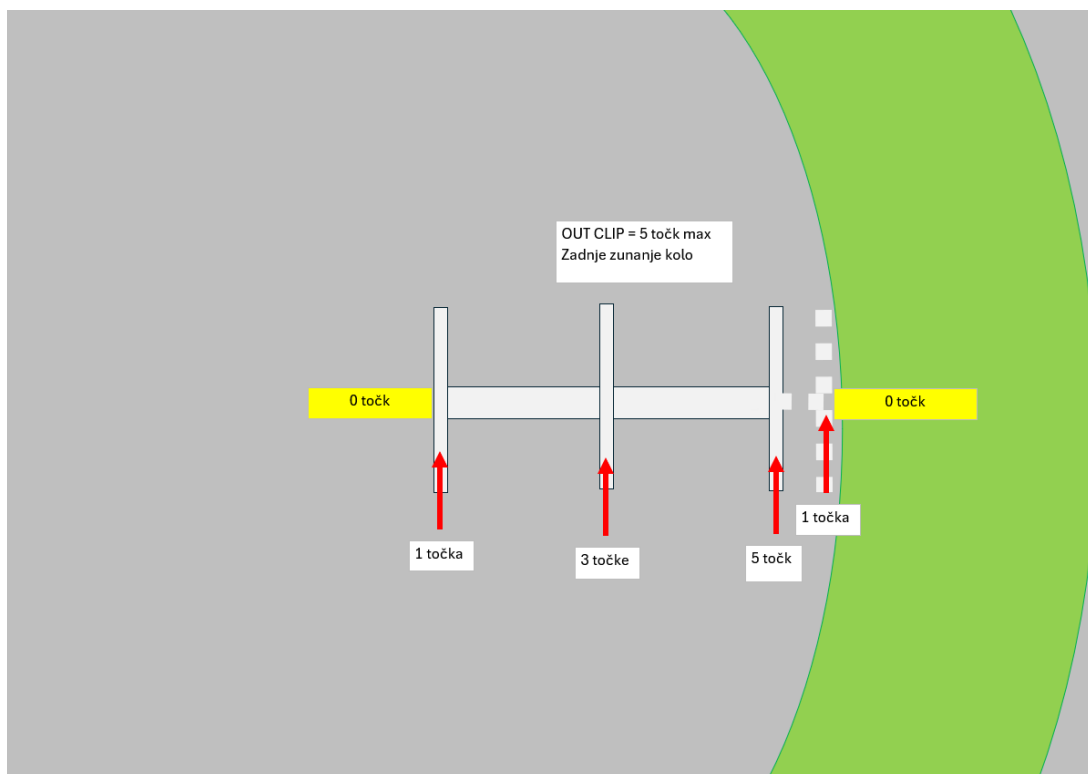 OUT CLIP = 5 točk max
Zadnje zunanje kolo
0 točk
0 točk
1 točka
1 točka
3 točke
5 točk